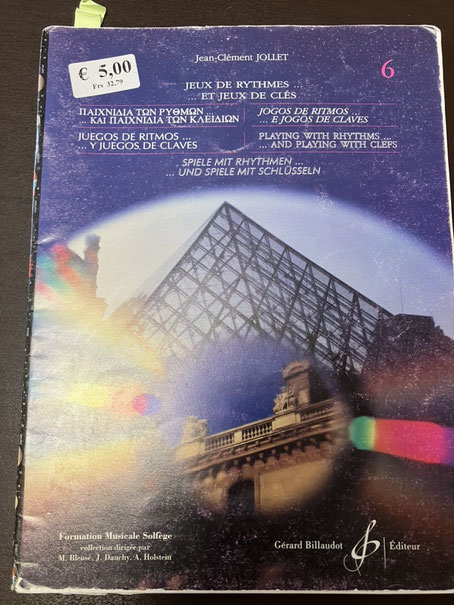 € 5,00
Frs 32.79
Jean-Clément JOLLET
6
JEUX DE RYTHMES ...
... ET JEUX DE CLÉS
ΠΑΙΧΝΙΔΙΑ ΤΩΝ ΡΥΘΜΩΝ ...
... ΚΑΙ ΠΑΙΧΝΙΔΙΑ ΤΩΝ ΚΛΕΙΔΙΩΝ
JOGOS DE RITMOS ...
... E JOGOS DE CLAVES
JUEGOS DE RITMOS ...
... Y JUEGOS DE CLAVES
PLAYING WITH RHYTHMS ...
... AND PLAYING WITH CLEFS
SPIELE MIT RHYTHMEN ...
... UND SPIELE MIT SCHLÜSSELN
Formation Musicale Solfège
collection dirigée par
M. Bleuse, J. Dauchy, A. Holstein
Gérard Billaudot Éditeur